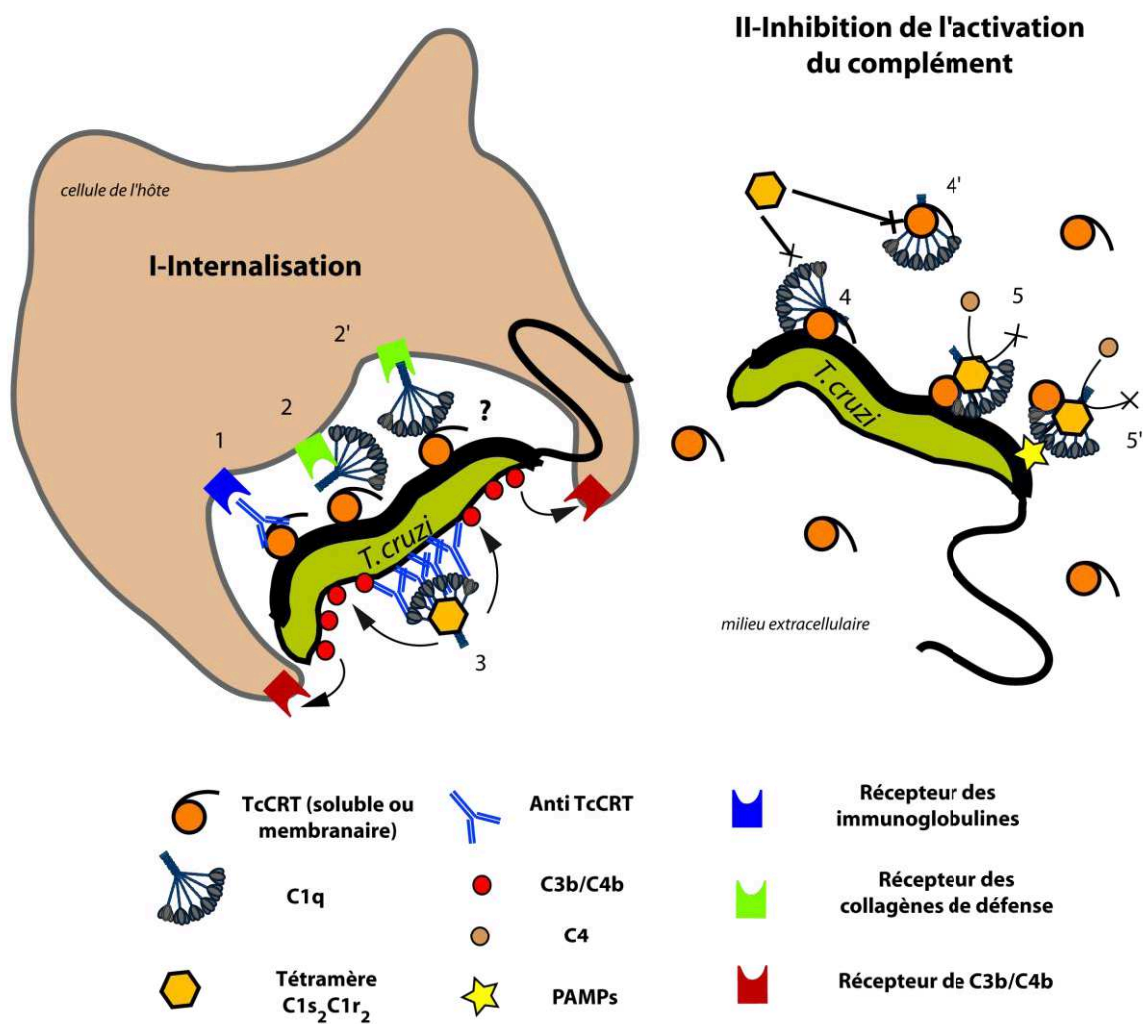 II-Inhibition de l'activation
du complément
cellule de l'hôte
I-Internalisation
2'
2
1
?
T.cruzi
3
4'
4
5
5'
T.cruzi
milieu extracellulaire
TcCRT (soluble ou
membranaire)
Anti TcCRT
Récepteur des
immunoglobulines
C1q
C3b/C4b
C4
Récepteur des
collagènes de défense
Tétramère
C1s₂C1r₂
PAMPs
Récepteur de C3b/C4b